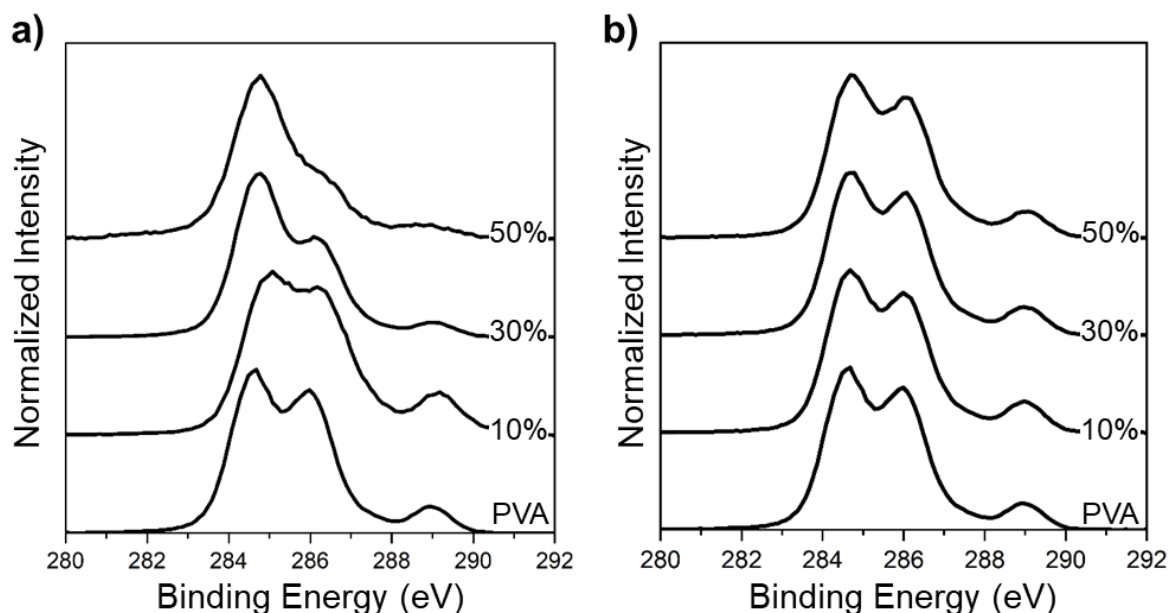 a)
Normalized Intensity
50%
30%
10%
PVA
280 282 284 286 288 290 292
Binding Energy (eV)
b)
Normalized Intensity
50%
30%
10%
PVA
280 282 284 286 288 290 292
Binding Energy (eV)